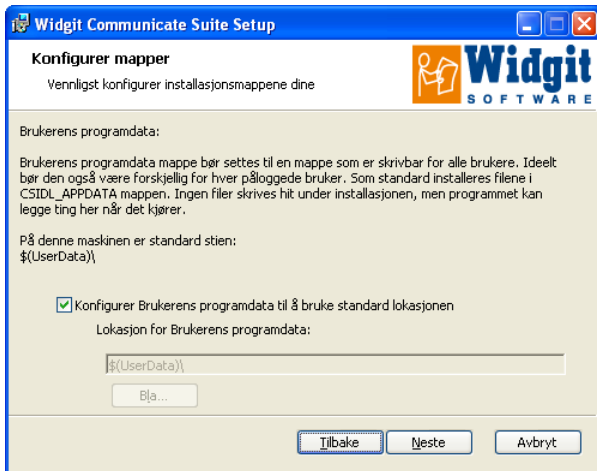 Widgit Communicate Suite Setup
Konfigurer mapper
Vennligst konfigurer installasjonsmappene dine
Widgit
SOFTWARE
Brukerens programdata:
Brukerens programdata mappe bør settes til en mappe som er skrivbar for alle brukere. Ideelt
bør den også være forskjellig for hver påloggede bruker. Som standard installeres filene i
CSIDL_APPDATA mappen. Ingen filer skrives hit under installasjonen, men programmet kan
legge ting her når det kjører.
På denne maskinen er standard stien:
$(UserData)\
Konfigurer Brukerens programdata til å bruke standard lokasjonen
Lokasjon for Brukerens programdata:
$(UserData)\
Bla...
Tilbake Neste Avbryt